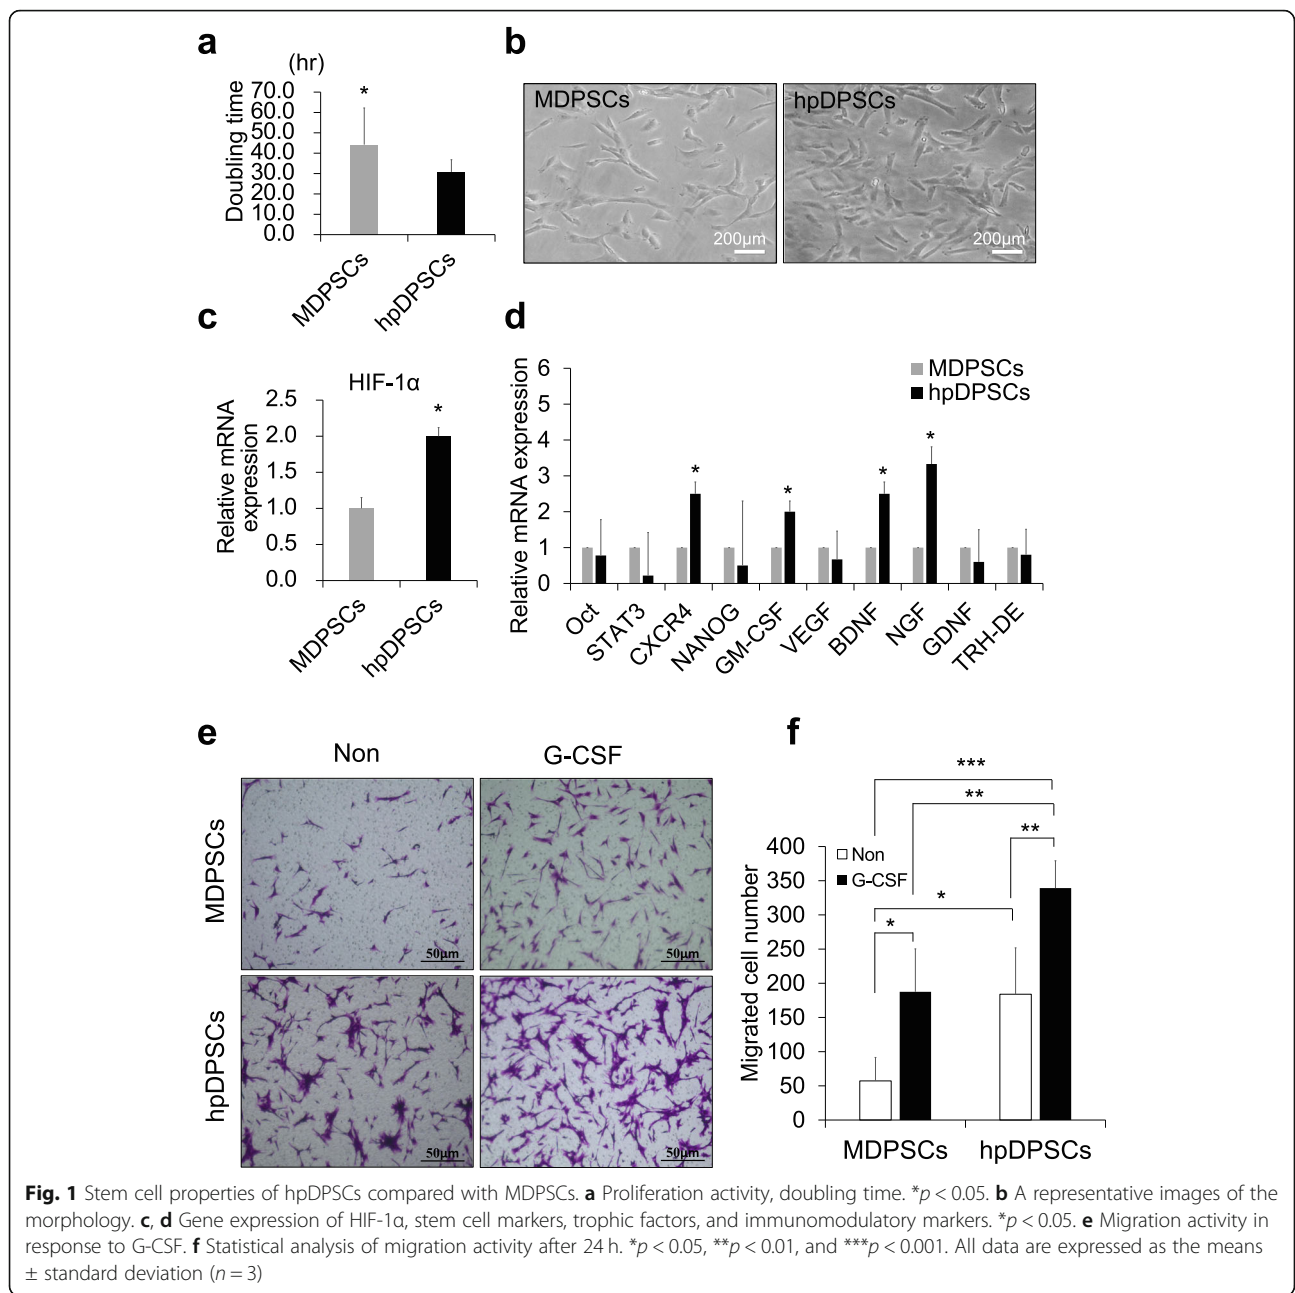 a
(hr)
Doubling time
70.0
60.0
50.0
40.0
30.0
20.0
10.0
0.0
*
MDPSCs
hpDPSCs
b
MDPSCs
200µm
hpDPSCs
200µm
c
HIF-1α
Relative mRNA
expression
2.5
2.0
1.5
1.0
0.5
0.0
*
MDPSCs
hpDPSCs
d
Relative mRNA expression
6
5
4
3
2
1
0
MDPSCs
hpDPSCs
*
*
*
*
Oct
STAT3
CXCR4
NANOG
GM-CSF
VEGF
BDNF
NGF
GDNF
TRH-DE
e
Non
G-CSF
MDPSCs
50µm
50µm
hpDPSCs
50µm
50µm
f
***
**
**
*
*
Migrated cell number
400
350
300
250
200
150
100
50
0
Non
G-CSF
MDPSCs
hpDPSCs
Fig. 1 Stem cell properties of hpDPSCs compared with MDPSCs. a Proliferation activity, doubling time. *p < 0.05. b A representative images of the
morphology. c, d Gene expression of HIF-1α, stem cell markers, trophic factors, and immunomodulatory markers. *p < 0.05. e Migration activity in
response to G-CSF. f Statistical analysis of migration activity after 24 h. *p < 0.05, **p < 0.01, and ***p < 0.001. All data are expressed as the means
± standard deviation (n = 3)